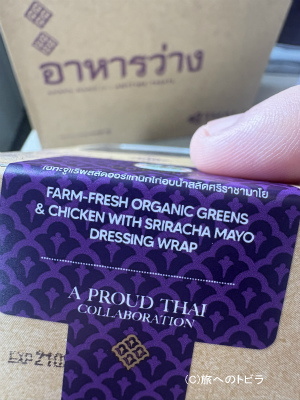 อาหารว่าง
FARM-FRESH ORGANIC GREENS
& CHICKEN WITH SRIRACHA MAYO
DRESSING WRAP
A PROUD THAI
COLLABORATION
EXP
(C)旅へのトビラ